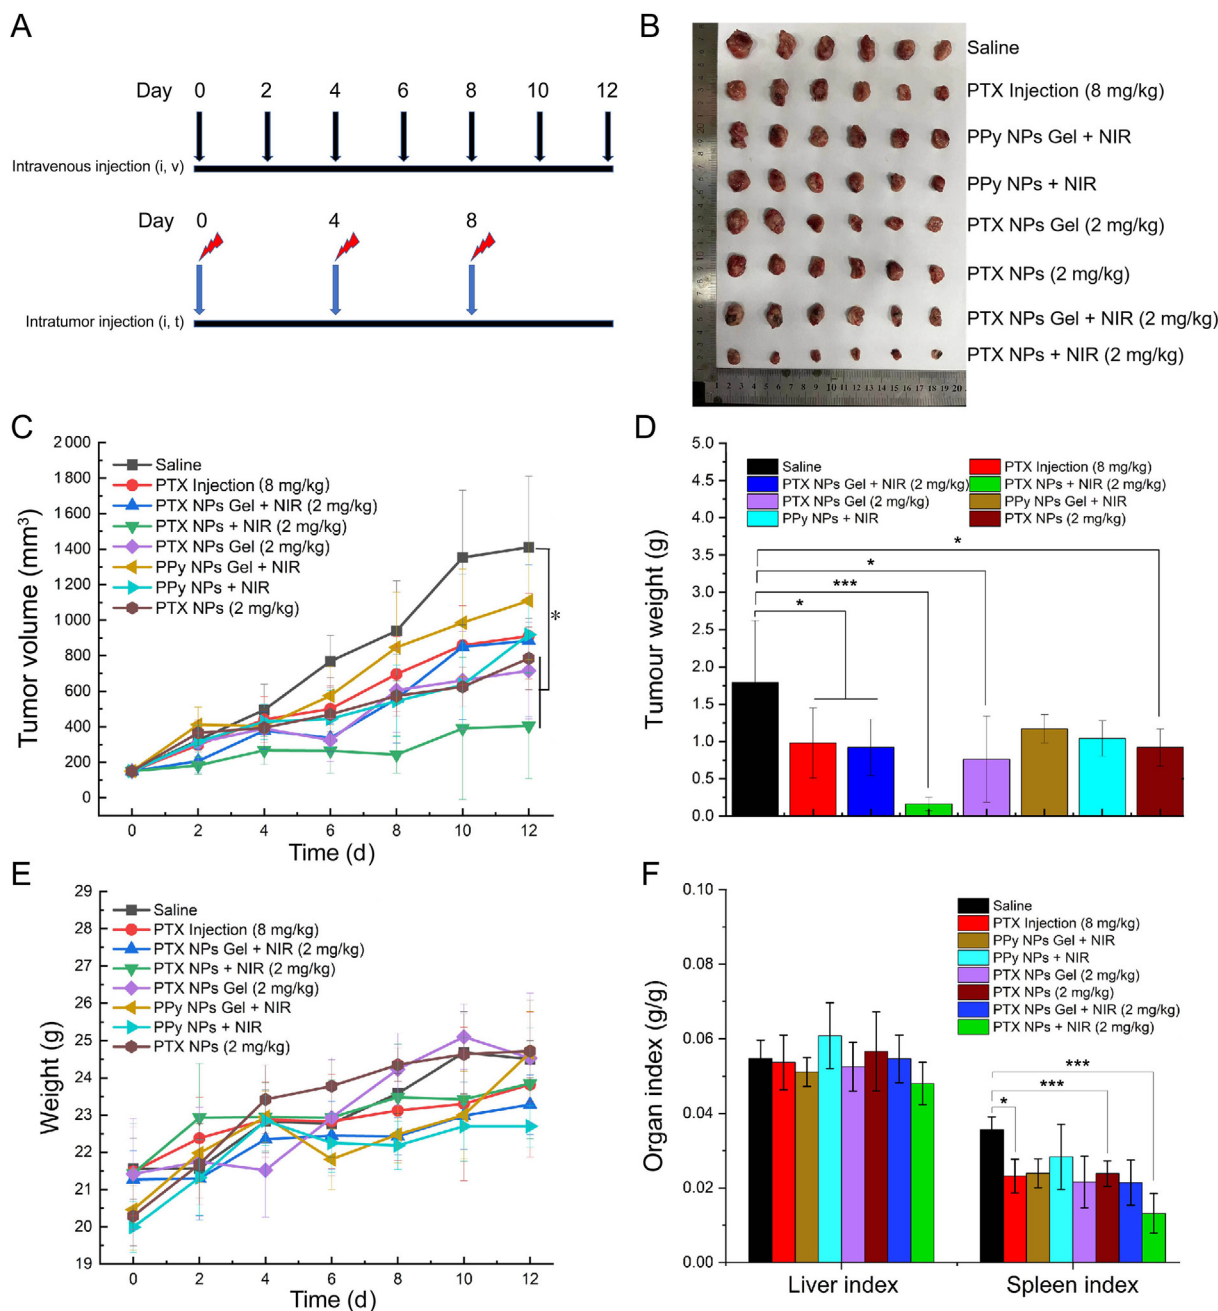 A
Day 0 2 4 6 8 10 12
Intravenous injection (i, v)
Day 0 4 8
Intratumor injection (i, t)
B
Saline
PTX Injection (8 mg/kg)
PPy NPs Gel + NIR
PPy NPs + NIR
PTX NPs Gel (2 mg/kg)
PTX NPs (2 mg/kg)
PTX NPs Gel + NIR (2 mg/kg)
PTX NPs + NIR (2 mg/kg)
C
2 000
1800
1600
1400
1200
1000
800
600
400
200
0
Tumor volume (mm³)
Saline
PTX Injection (8 mg/kg)
PTX NPs Gel + NIR (2 mg/kg)
PTX NPs + NIR (2 mg/kg)
PTX NPs Gel (2 mg/kg)
PPy NPs Gel + NIR
PPy NPs + NIR
PTX NPs (2 mg/kg)
*
0 2 4 6 8 10 12
Time (d)
D
5.0
4.5
4.0
3.5
3.0
2.5
2.0
1.5
1.0
0.5
0.0
Tumour weight (g)
Saline PTX Injection (8 mg/kg)
PTX NPs Gel + NIR (2 mg/kg) PTX NPs + NIR (2 mg/kg)
PTX NPs Gel (2 mg/kg) PPy NPs Gel + NIR
PPy NPs + NIR PTX NPs (2 mg/kg)
*
*
***
*
E
29
28
27
26
25
24
23
22
21
20
19
Weight (g)
Saline
PTX Injection (8 mg/kg)
PTX NPs Gel + NIR (2 mg/kg)
PTX NPs + NIR (2 mg/kg)
PTX NPs Gel (2 mg/kg)
PPy NPs Gel + NIR
PPy NPs + NIR
PTX NPs (2 mg/kg)
0 2 4 6 8 10 12
Time (d)
F
0.10
0.08
0.06
0.04
0.02
0.00
Organ index (g/g)
Saline
PTX Injection (8 mg/kg)
PPy NPs Gel + NIR
PPy NPs + NIR
PTX NPs Gel (2 mg/kg)
PTX NPs (2 mg/kg)
PTX NPs Gel + NIR (2 mg/kg)
PTX NPs + NIR (2 mg/kg)
***
***
*
Liver index Spleen index